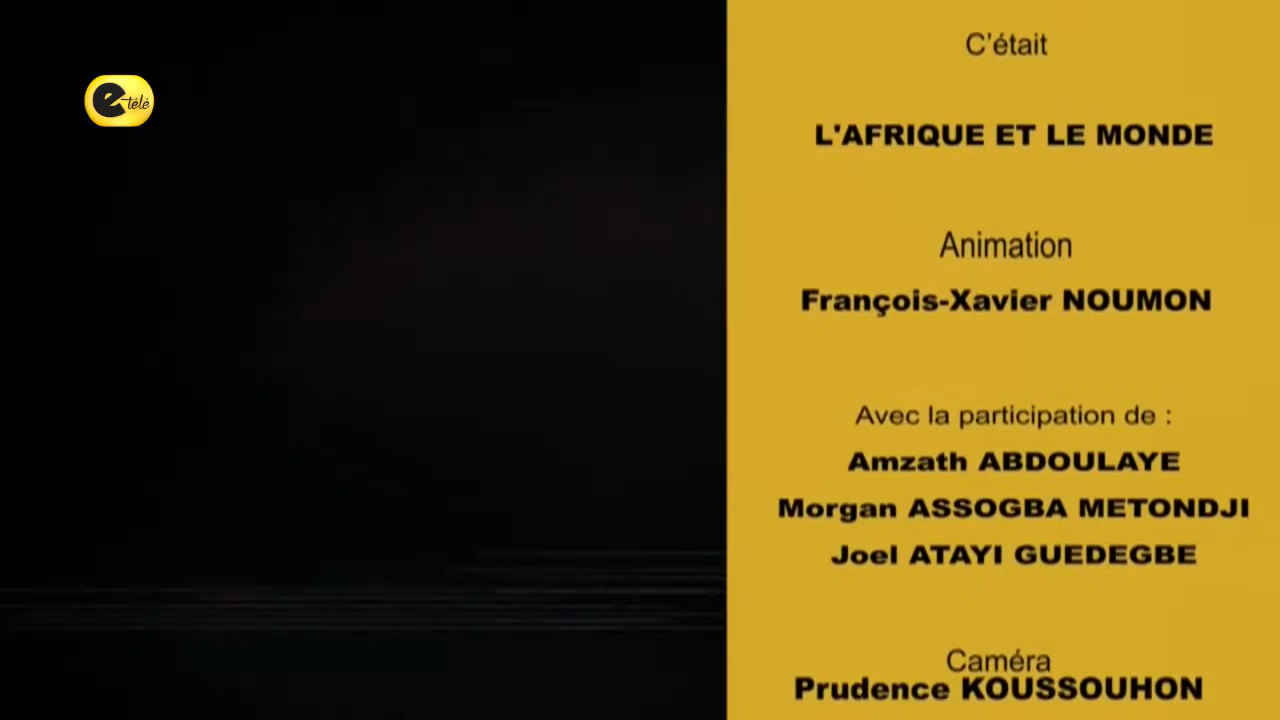 e-télé
C'était
L'AFRIQUE ET LE MONDE
Animation
François-Xavier NOUMON
Avec la participation de :
Amzath ABDOULAYE
Morgan ASSOGBA METONDJI
Joel ATAYI GUEDEGBE
Caméra
Prudence KOUSSOUHON